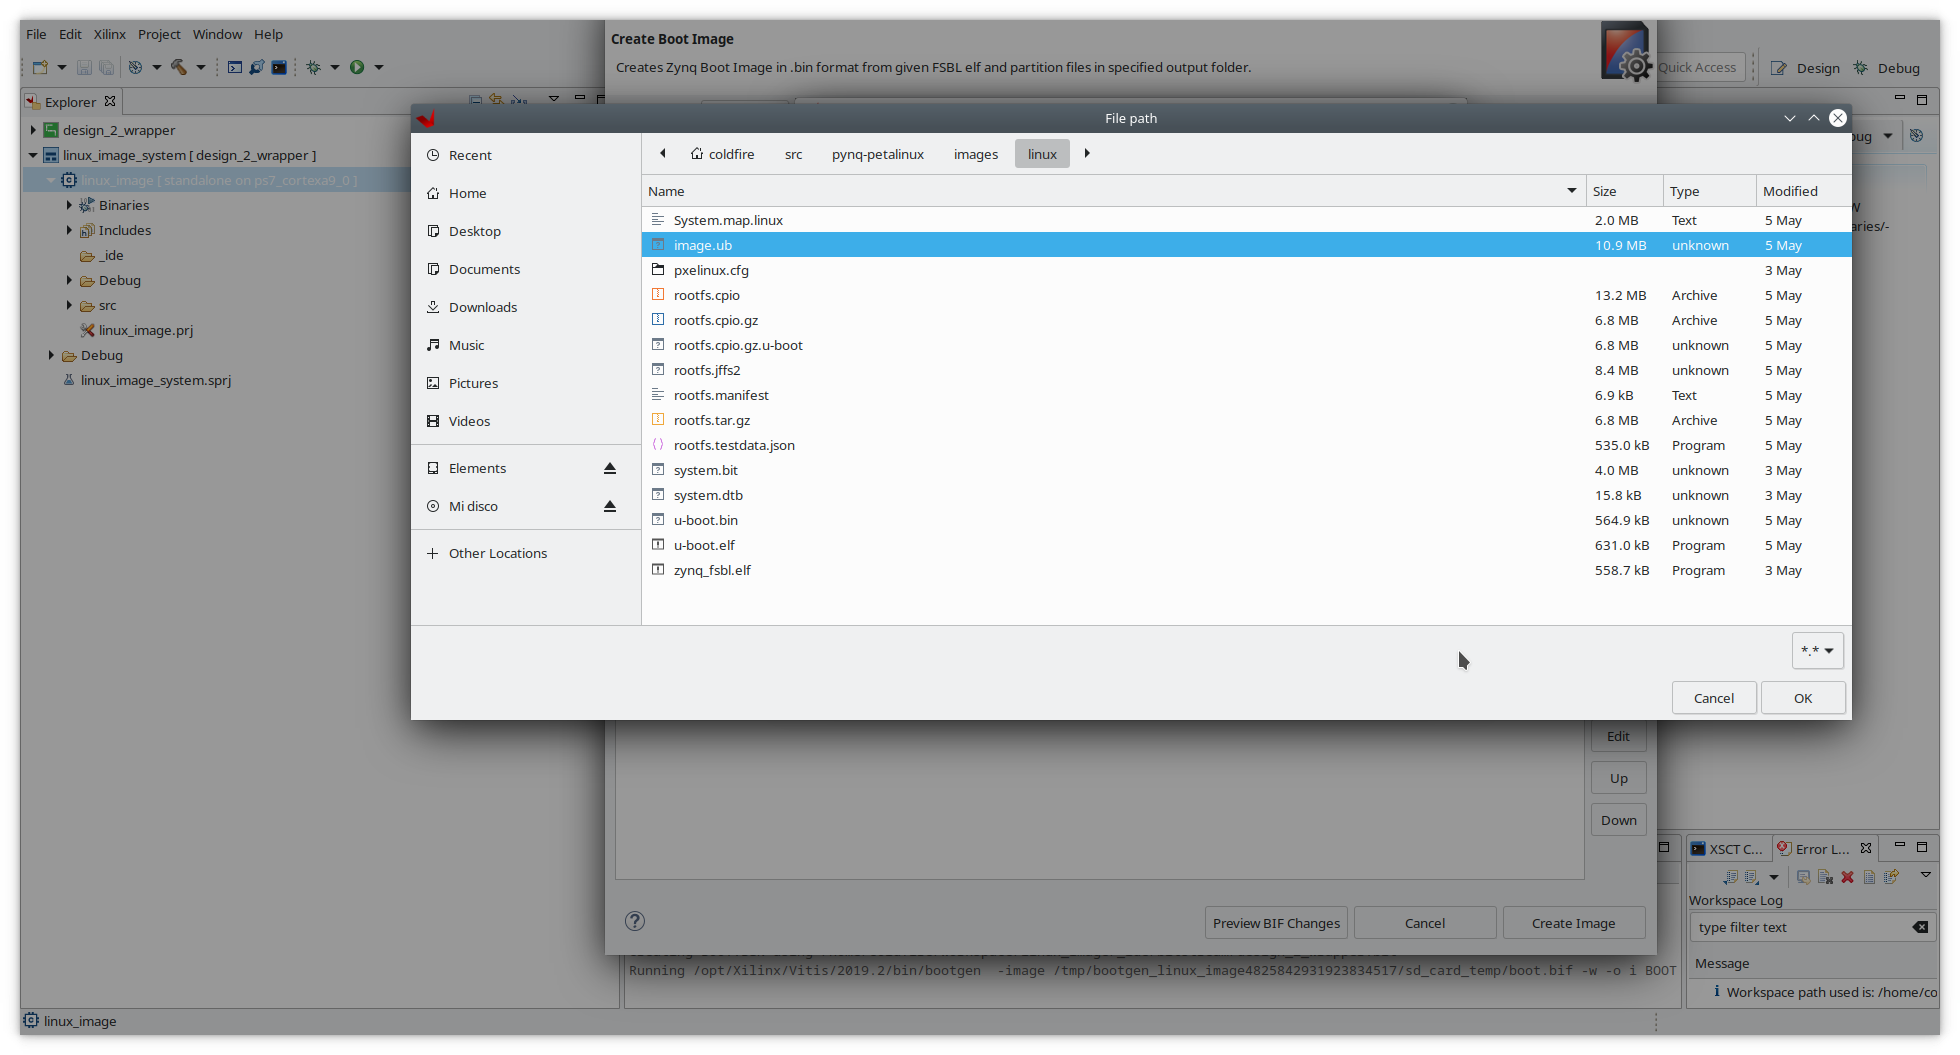 File Edit Xilinx Project Window Help
Create Boot Image
Creates Zynq Boot Image in .bin format from given FSBL elf and partition files in specified output folder.
Quick Access
Design
Debug
Explorer
File path
design_2_wrapper
linux_image_system [ design_2_wrapper ]
linux_image [ standalone on ps7_cortexa9_0 ]
Binaries
Includes
_ide
Debug
src
linux_image.prj
Debug
linux_image_system.sprj
Recent
Home
Desktop
Documents
Downloads
Music
Pictures
Videos
Elements
Mi disco
Other Locations
coldfire src pynq-petalinux images linux
Name Size Type Modified
System.map.linux 2.0 MB Text 5 May
image.ub 10.9 MB unknown 5 May
pxelinux.cfg 3 May
rootfs.cpio 13.2 MB Archive 5 May
rootfs.cpio.gz 6.8 MB Archive 5 May
rootfs.cpio.gz.u-boot 6.8 MB unknown 5 May
rootfs.jffs2 8.4 MB unknown 5 May
rootfs.manifest 6.9 kB Text 5 May
rootfs.tar.gz 6.8 MB Archive 5 May
rootfs.testdata.json 535.0 kB Program 5 May
system.bit 4.0 MB unknown 3 May
system.dtb 15.8 kB unknown 3 May
u-boot.bin 564.9 kB unknown 5 May
u-boot.elf 631.0 kB Program 5 May
zynq_fsbl.elf 558.7 kB Program 3 May
*.*
Cancel OK
bug
aries/-
Edit
Up
Down
Preview BIF Changes Cancel Create Image
Running /opt/Xilinx/Vitis/2019.2/bin/bootgen -image /tmp/bootgen_linux_image4825842931923834517/sd_card_temp/boot.bif -w -o i BOOT
XSCT C... Error L...
Workspace Log
type filter text
Message
Workspace path used is: /home/co
linux_image